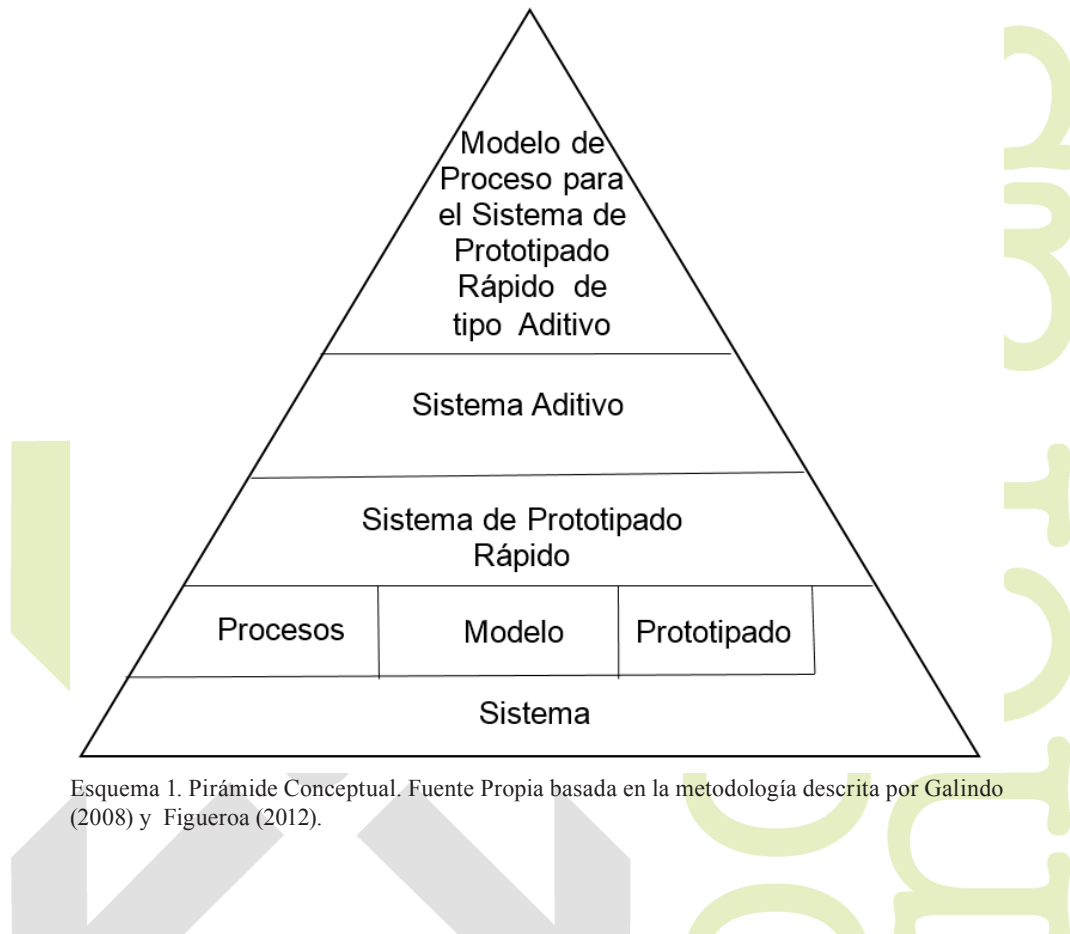 Modelo de
Proceso para
el Sistema de
Prototipado
Rápido de
tipo Aditivo
Sistema Aditivo
Sistema de Prototipado
Rápido
Procesos Modelo Prototipado
Sistema
Esquema 1. Pirámide Conceptual. Fuente Propia basada en la metodología descrita por Galindo
(2008) y Figueroa (2012).